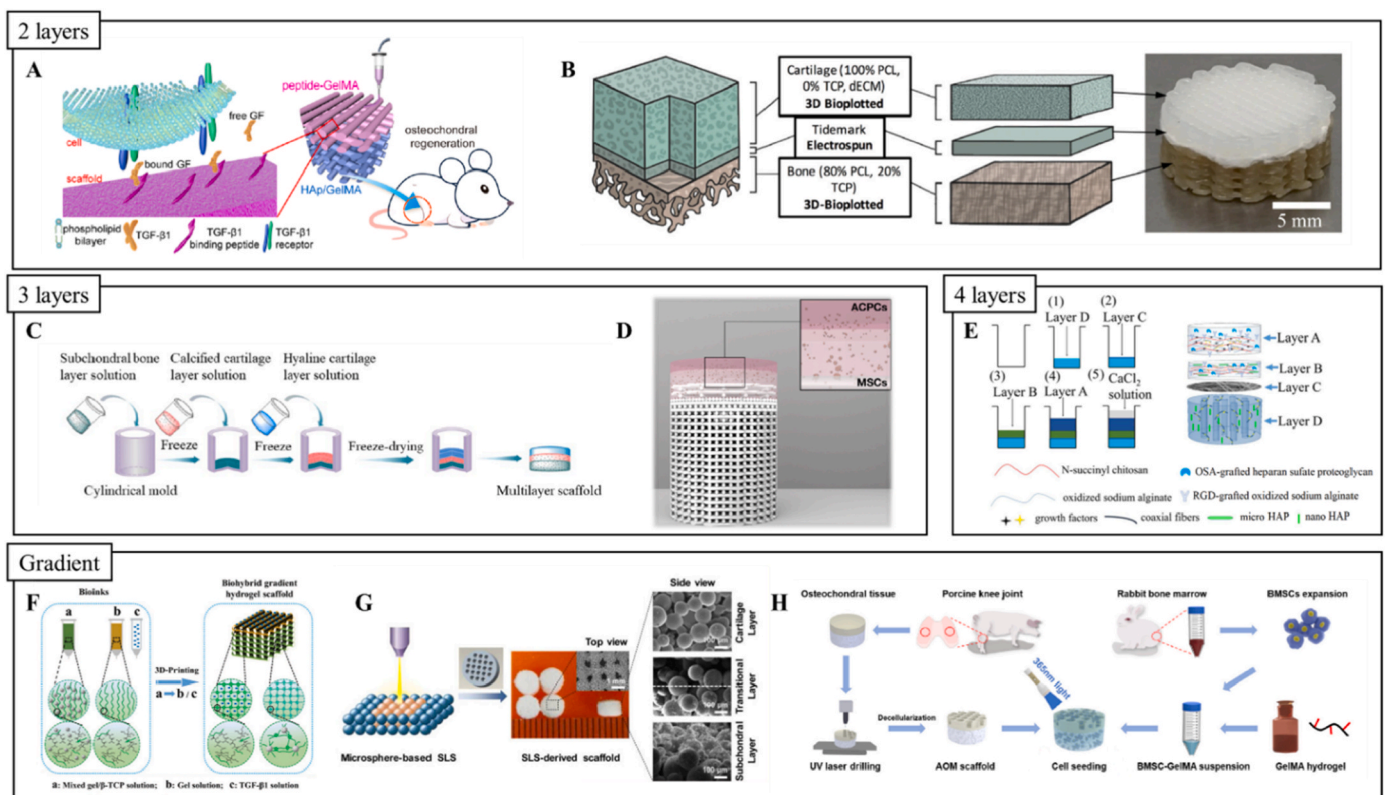 2 layers
A
peptide-GelMA
free GF
cell
bound GF
scaffold
HAp/GelMA
osteochondral
regeneration
phospholipid
bilayer
TGF-β1
TGF-β1
binding peptide
TGF-β1
receptor
B
Cartilage (100% PCL,
0% TCP, dECM)
3D Bioplotted
Tidemark
Electrospun
Bone (80% PCL, 20%
TCP)
3D-Bioplotted
5 mm
3 layers
C
Subchondral bone
layer solution
Calcified cartilage
layer solution
Hyaline cartilage
layer solution
Freeze
Freeze
Freeze-drying
Cylindrical mold
Multilayer scaffold
D
ACPCs
MSCs
4 layers
E
(1)
Layer D
(2)
Layer C
(3)
Layer B
(4)
Layer A
(5)
CaCl2
solution
Layer A
Layer B
Layer C
Layer D
N-succinyl chitosan
OSA-grafted heparan sufate proteoglycan
oxidized sodium alginate
RGD-grafted oxidized sodium alginate
growth factors
coaxial fibers
micro HAP
nano HAP
Gradient
F
Bioinks
a
b
c
3D-Printing
a→b/c
Biohybrid gradient
hydrogel scaffold
a: Mixed gel/β-TCP solution; b: Gel solution; c: TGF-β1 solution
G
Microsphere-based SLS
Top view
SLS-derived scaffold
Side view
Cartilage
Layer
Transitional
Layer
Subchondral
Layer
100 μm
H
Osteochondral tissue
Porcine knee joint
Rabbit bone marrow
BMSCs expansion
365nm light
Decellularization
UV laser drilling
AOM scaffold
Cell seeding
BMSC-GelMA suspension
GelMA hydrogel